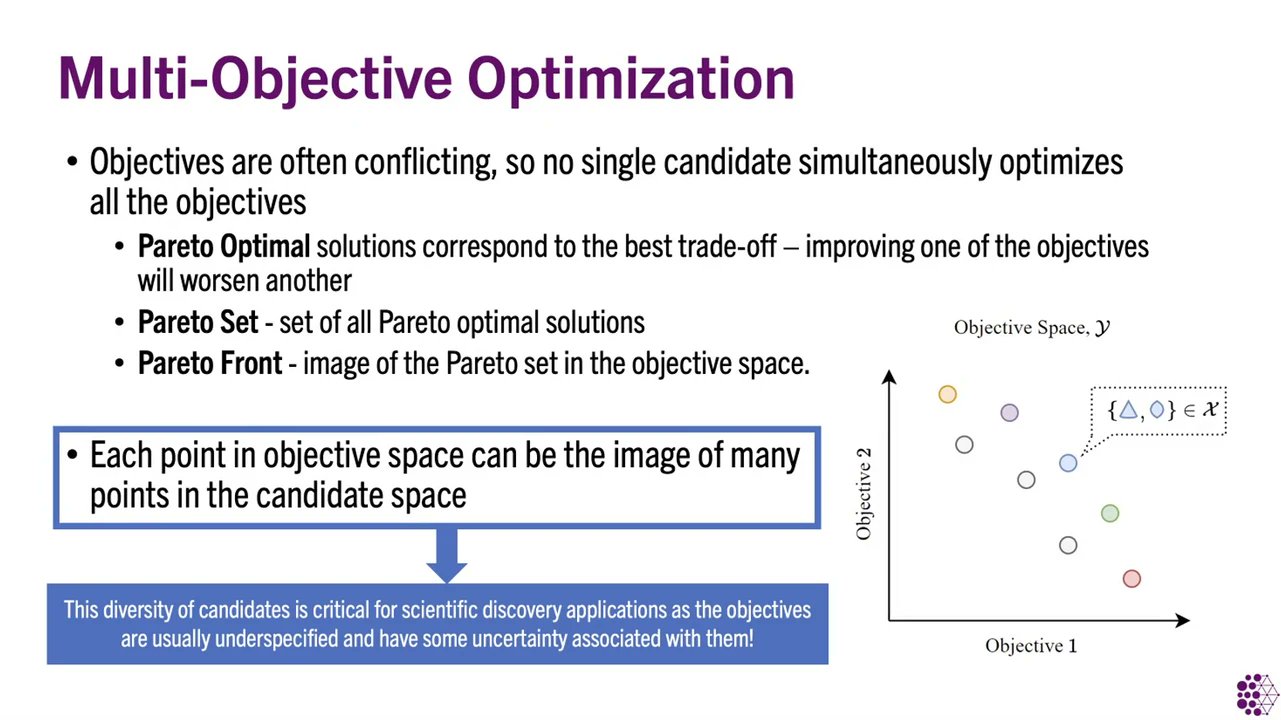 Multi-Objective Optimization
• Objectives are often conflicting, so no single candidate simultaneously optimizes
all the objectives
• Pareto Optimal solutions correspond to the best trade-off – improving one of the objectives
will worsen another
• Pareto Set - set of all Pareto optimal solutions
• Pareto Front - image of the Pareto set in the objective space.
• Each point in objective space can be the image of many
points in the candidate space
This diversity of candidates is critical for scientific discovery applications as the objectives
are usually underspecified and have some uncertainty associated with them!
Objective Space, 𝒴
{△, ⬯} ∈ 𝒳
Objective 2
Objective 1